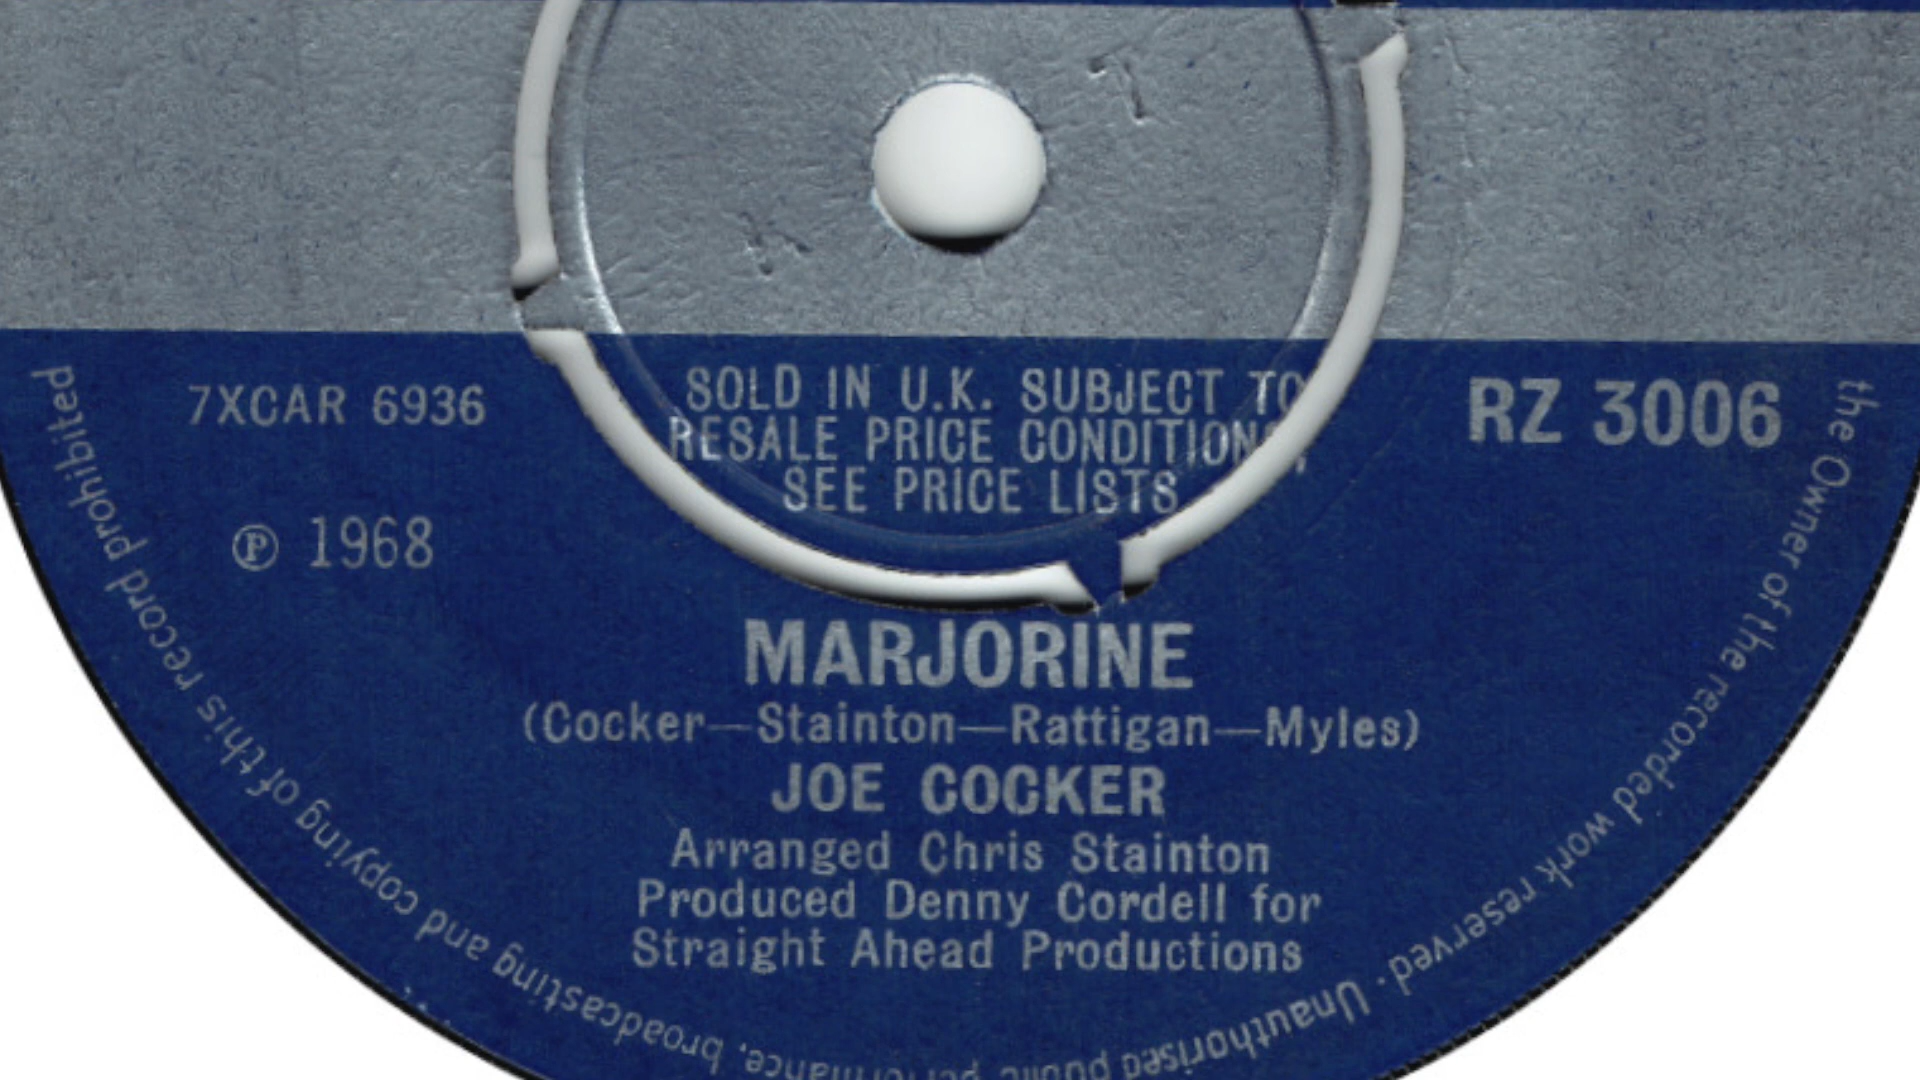 7XCAR 6936
℗ 1968
SOLD IN U.K. SUBJECT TO
RESALE PRICE CONDITIONS,
SEE PRICE LISTS
RZ 3006
MARJORINE
(Cocker—Stainton—Rattigan—Myles)
JOE COCKER
Arranged Chris Stainton
Produced Denny Cordell for
Straight Ahead Productions
the Owner of the recorded work reserved · Unauthorised public performance, broadcasting and copying of this record prohibited